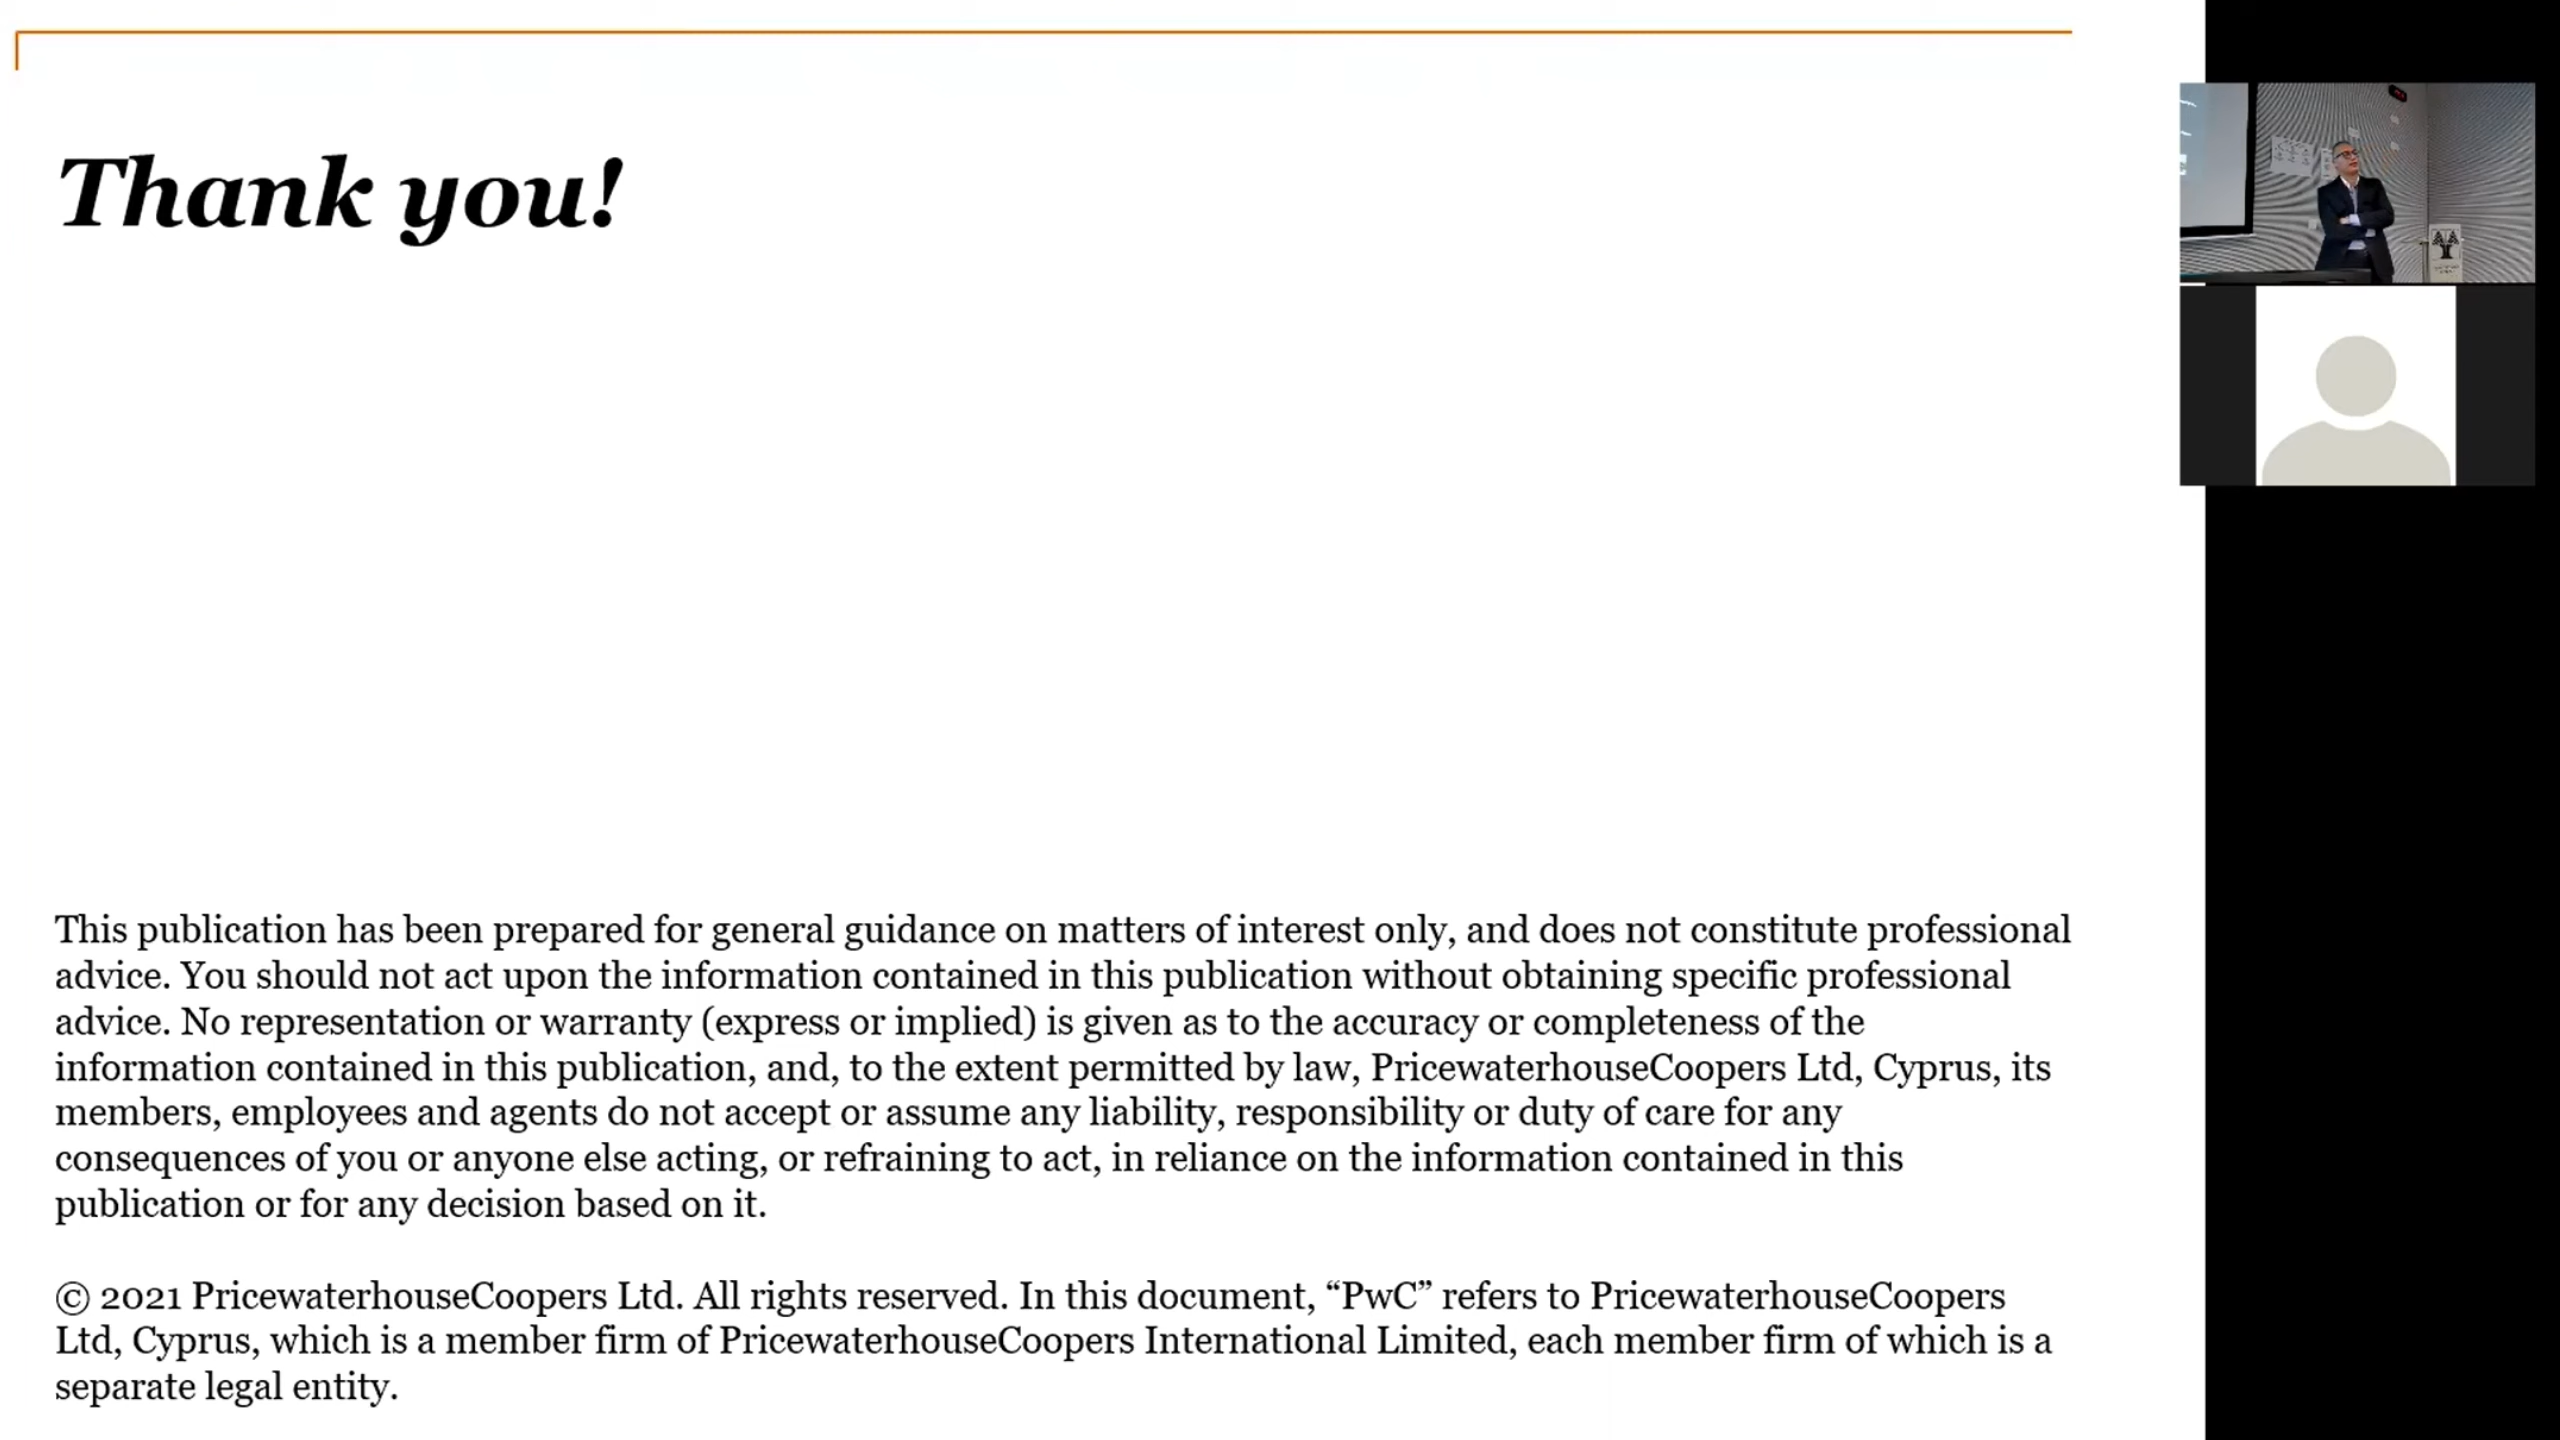 Thank you!
This publication has been prepared for general guidance on matters of interest only, and does not constitute professional
advice. You should not act upon the information contained in this publication without obtaining specific professional
advice. No representation or warranty (express or implied) is given as to the accuracy or completeness of the
information contained in this publication, and, to the extent permitted by law, PricewaterhouseCoopers Ltd, Cyprus, its
members, employees and agents do not accept or assume any liability, responsibility or duty of care for any
consequences of you or anyone else acting, or refraining to act, in reliance on the information contained in this
publication or for any decision based on it.
© 2021 PricewaterhouseCoopers Ltd. All rights reserved. In this document, “PwC” refers to PricewaterhouseCoopers
Ltd, Cyprus, which is a member firm of PricewaterhouseCoopers International Limited, each member firm of which is a
separate legal entity.